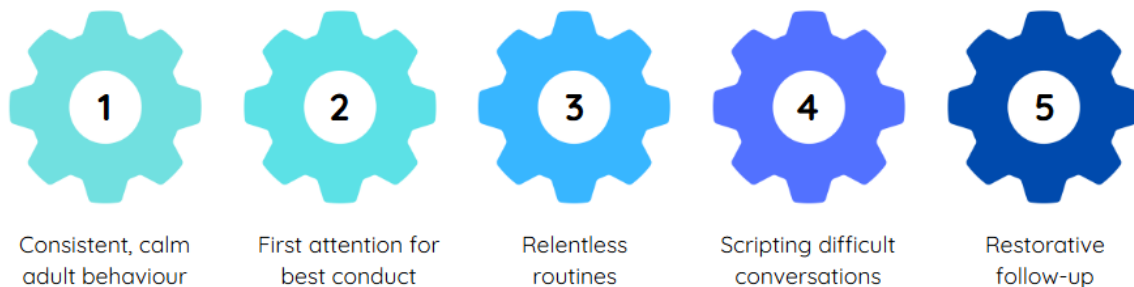 1
2
3
4
5
Consistent, calm
adult behaviour
First attention for
best conduct
Relentless
routines
Scripting difficult
conversations
Restorative
follow-up